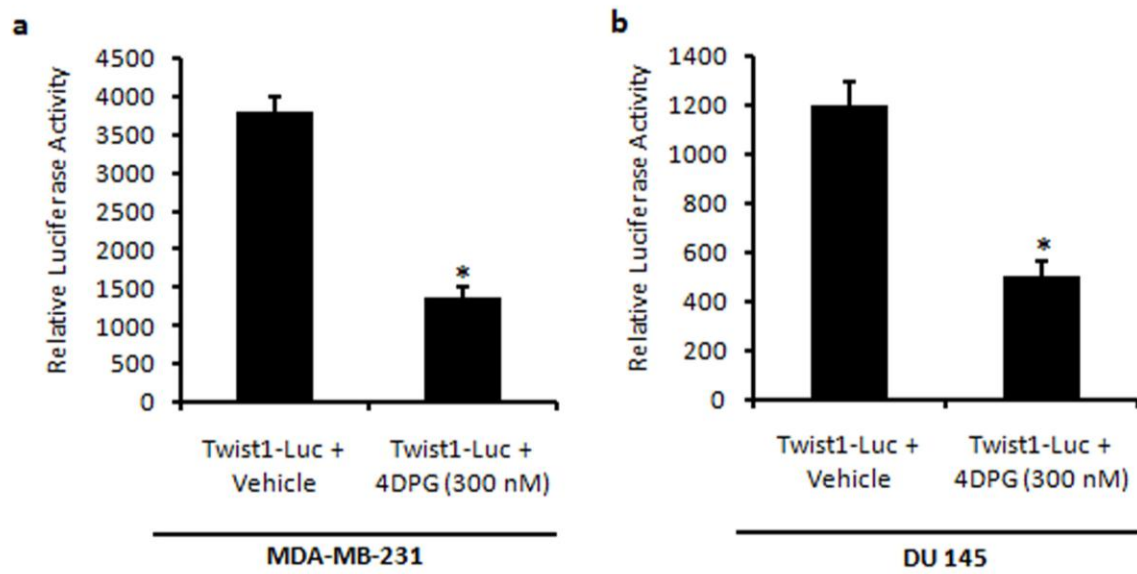 a
Relative Luciferase Activity
4500
4000
3500
3000
2500
2000
1500
1000
500
0
*
Twist1-Luc +
Vehicle
Twist1-Luc +
4DPG (300 nM)
MDA-MB-231
b
Relative Luciferase Activity
1400
1200
1000
800
600
400
200
0
*
Twist1-Luc +
Vehicle
Twist1-Luc +
4DPG (300 nM)
DU 145